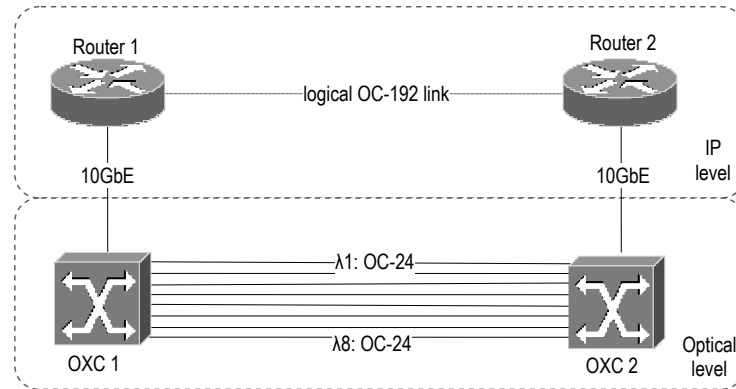 Router 1
Router 2
logical OC-192 link
10GbE
10GbE
IP
level
λ1: OC-24
λ8: OC-24
OXC 1
OXC 2
Optical
level